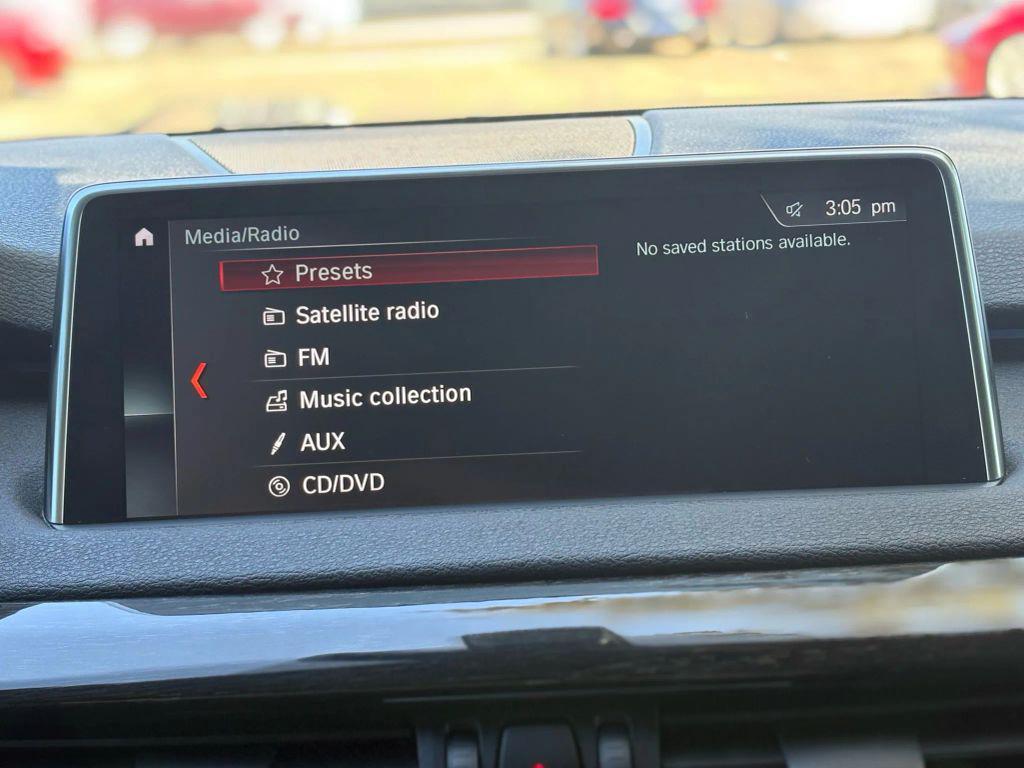 3:05 pm
Media/Radio
No saved stations available.
Presets
Satellite radio
FM
Music collection
AUX
CD/DVD